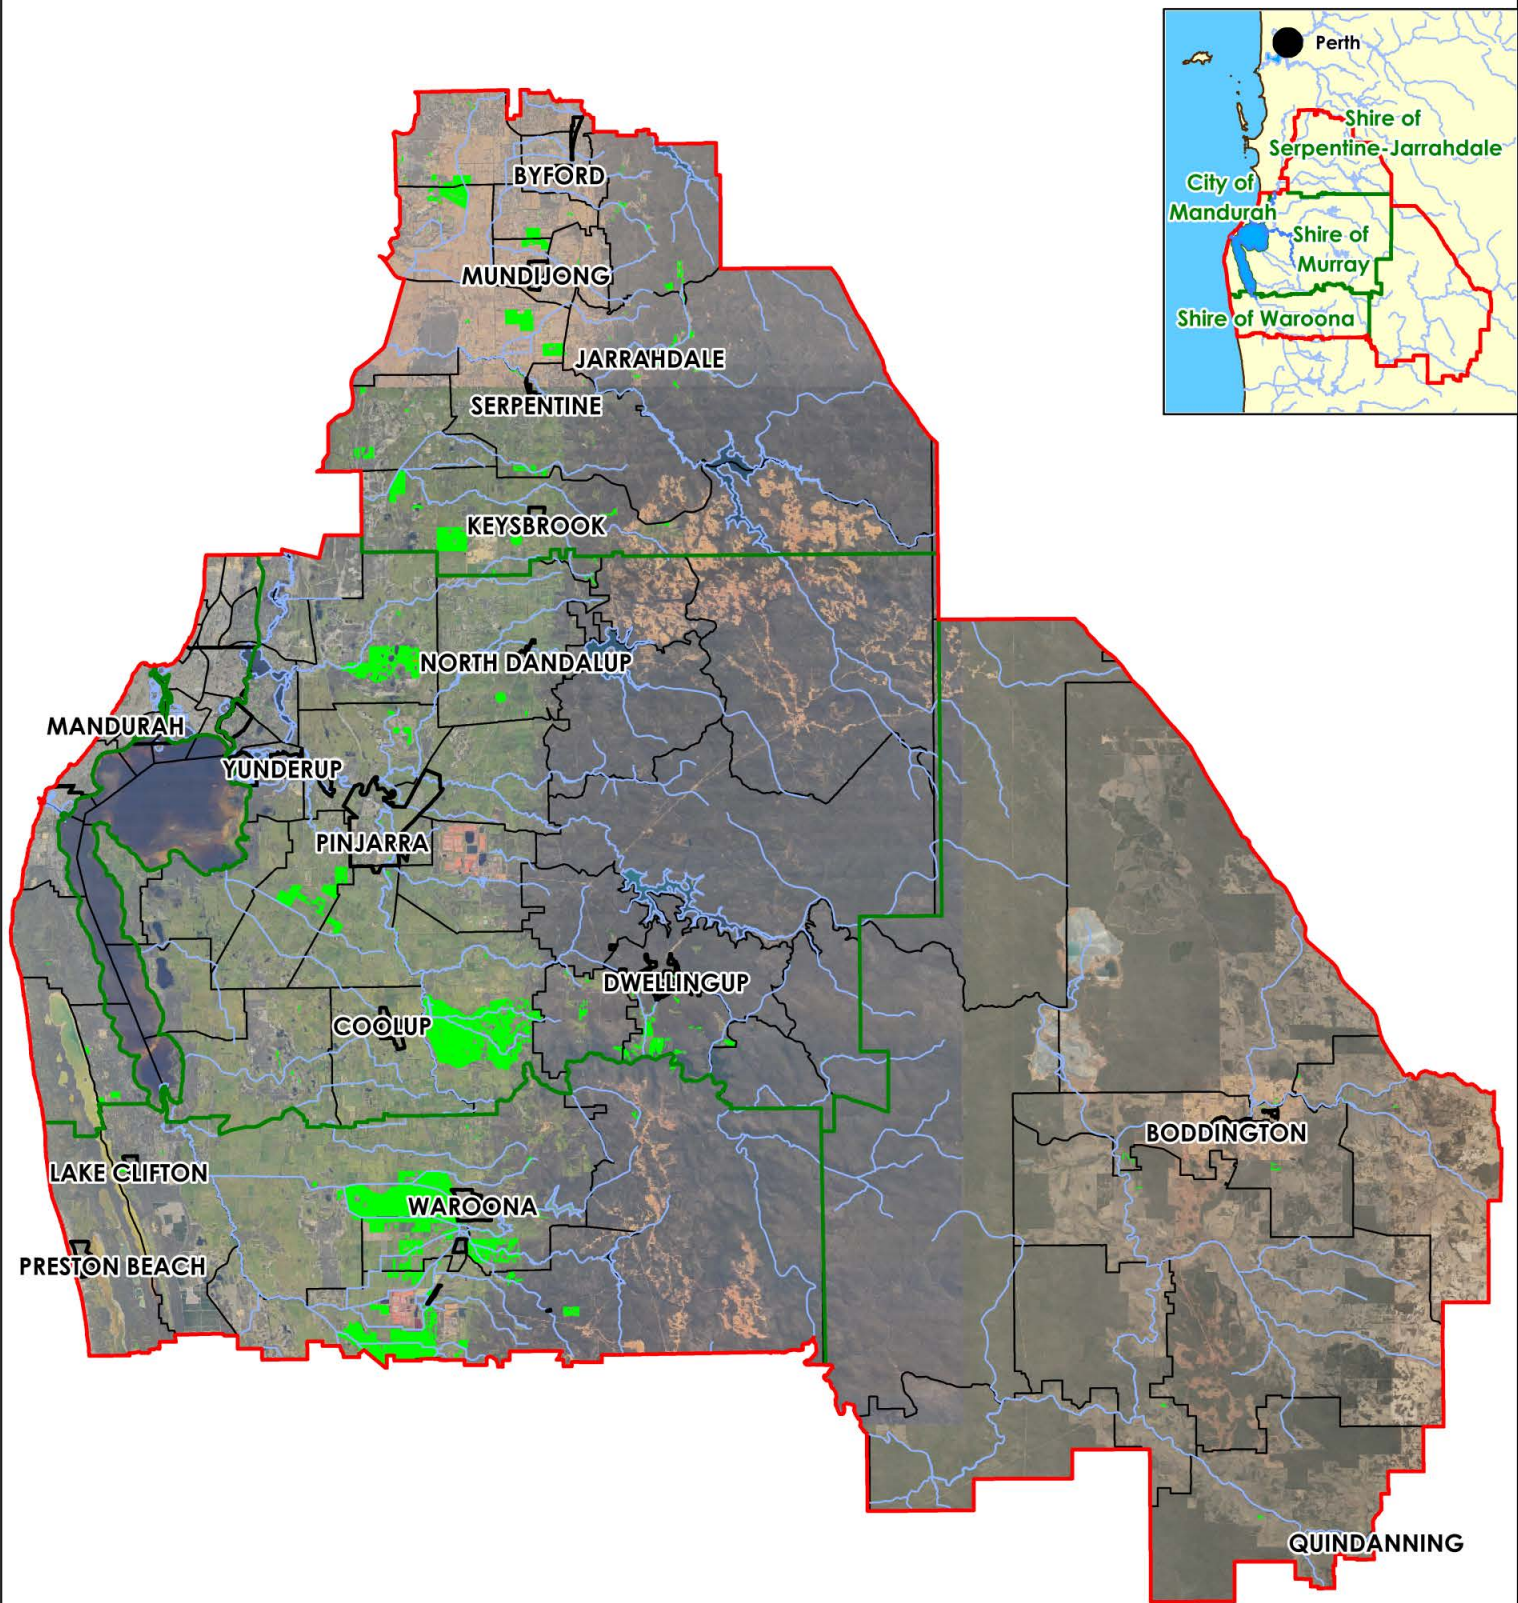 Perth
Shire of
Serpentine-Jarrahdale
City of
Mandurah
Shire of
Murray
Shire of Waroona
BYFORD
MUNDIJONG
JARRAHDALE
SERPENTINE
KEYSBROOK
NORTH DANDALUP
MANDURAH
YUNDERUP
PINJARRA
DWELLINGUP
COOLUP
BODDINGTON
LAKE CLIFTON
WAROONA
PRESTON BEACH
QUINDANNING